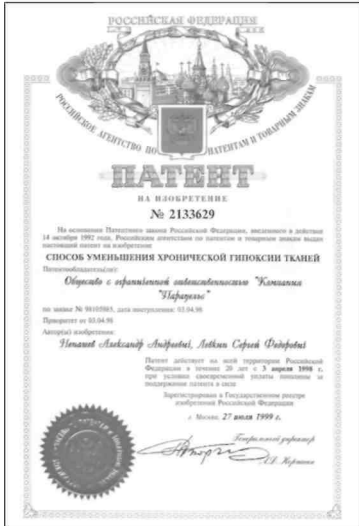 РОССИЙСКАЯ ФЕДЕРАЦИЯ
РОССИЙСКОЕ АГЕНТСТВО ПО ПАТЕНТАМ И ТОВАРНЫМ ЗНАКАМ
ПАТЕНТ
НА ИЗОБРЕТЕНИЕ
№ 2133629
На основании Патентного закона Российской Федерации, введенного в действие
14 октября 1992 года, Российским агентством по патентам и товарным знакам выдан
настоящий патент на изобретение
СПОСОБ УМЕНЬШЕНИЯ ХРОНИЧЕСКОЙ ГИПОКСИИ ТКАНЕЙ
Патентообладатель(ли):
Общество с ограниченной ответственностью "Компания
по заявке № 98105865, дата поступления: 03.04.98
Приоритет от 03.04.98
Автор(ы) изобретения:
Александр Андреевич, Сергей Федорович
Патент действует на всей территории Российской
Федерации в течение 20 лет с 3 апреля 1998 г.
при условии своевременной уплаты пошлины за
поддержание патента в силе
Зарегистрирован в Государственном реестре
изобретений Российской Федерации
г. Москва, 27 июля 1999 г.
Генеральный директор
А.Д. Корчагин